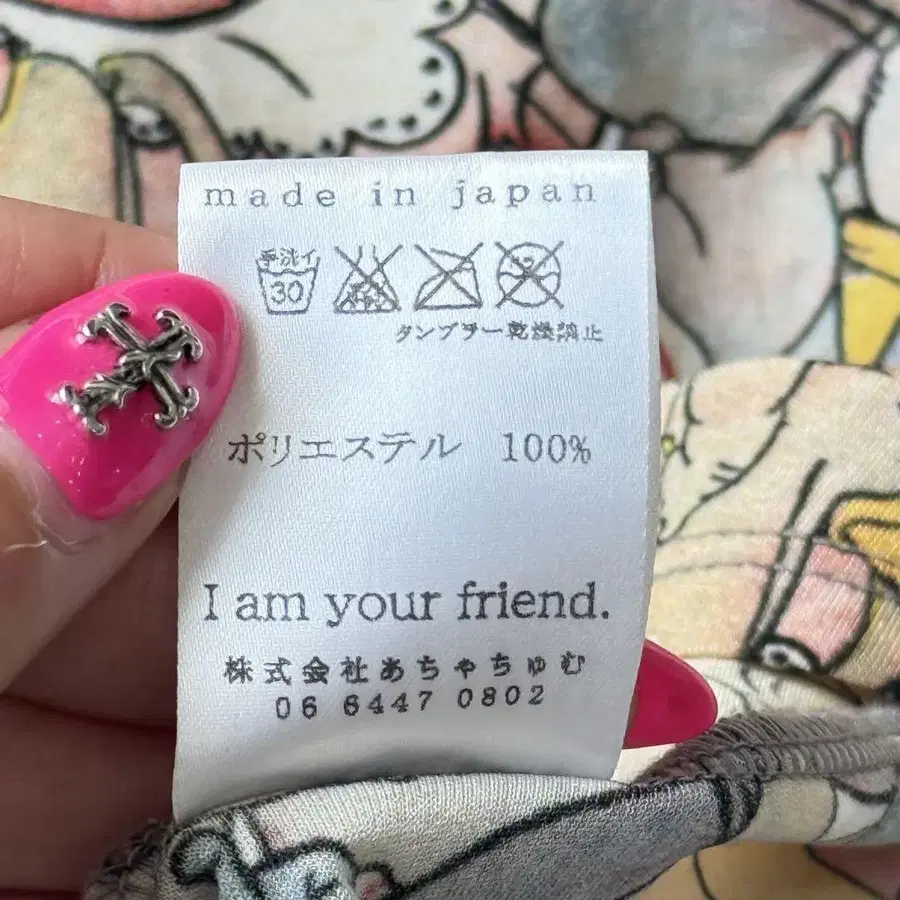 made in japan
手洗イ
30
タンブラー乾燥禁止
ポリエステル 100%
I am your friend.
株式会社あちゃちゅむ
06 6447 0802